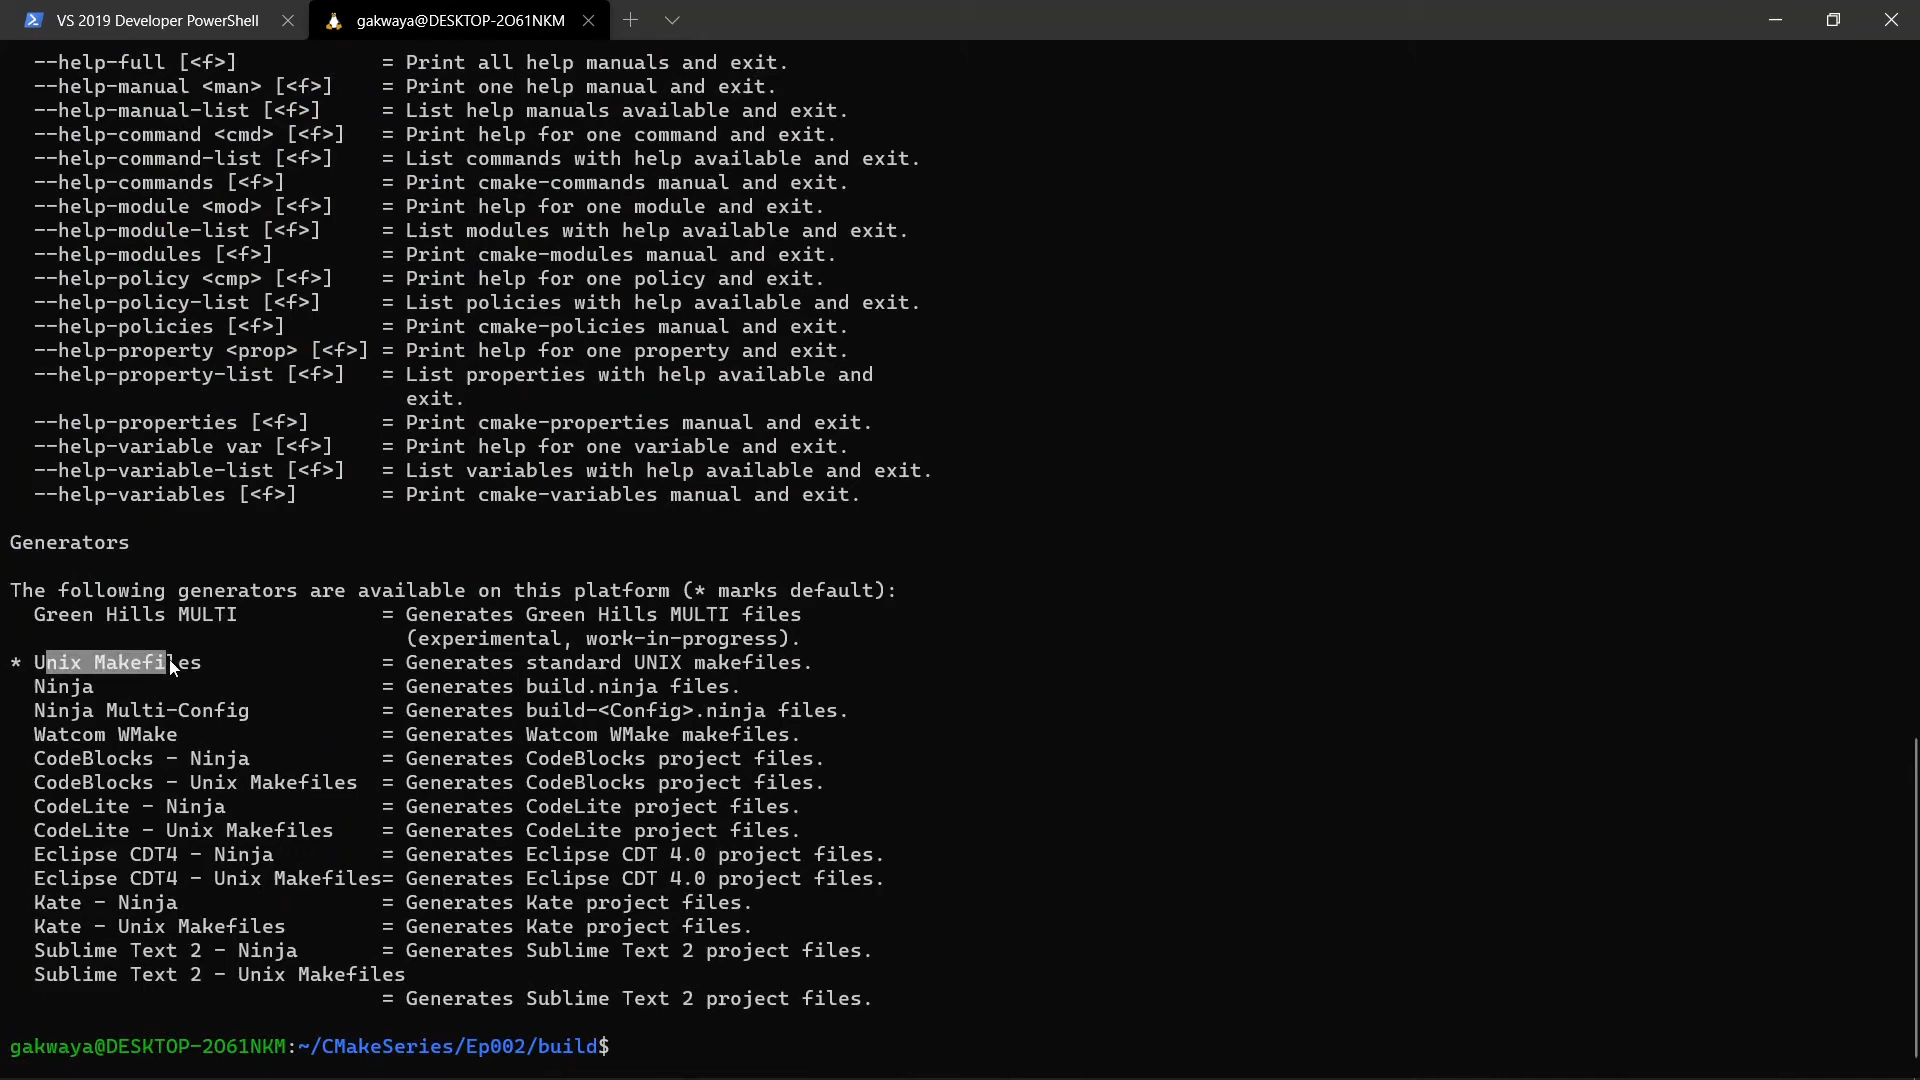 VS 2019 Developer PowerShell
gakwaya@DESKTOP-2O61NKM
--help-full [<f>] = Print all help manuals and exit.
--help-manual <man> [<f>] = Print one help manual and exit.
--help-manual-list [<f>] = List help manuals available and exit.
--help-command <cmd> [<f>] = Print help for one command and exit.
--help-command-list [<f>] = List commands with help available and exit.
--help-commands [<f>] = Print cmake-commands manual and exit.
--help-module <mod> [<f>] = Print help for one module and exit.
--help-module-list [<f>] = List modules with help available and exit.
--help-modules [<f>] = Print cmake-modules manual and exit.
--help-policy <cmp> [<f>] = Print help for one policy and exit.
--help-policy-list [<f>] = List policies with help available and exit.
--help-policies [<f>] = Print cmake-policies manual and exit.
--help-property <prop> [<f>] = Print help for one property and exit.
--help-property-list [<f>] = List properties with help available and
exit.
--help-properties [<f>] = Print cmake-properties manual and exit.
--help-variable var [<f>] = Print help for one variable and exit.
--help-variable-list [<f>] = List variables with help available and exit.
--help-variables [<f>] = Print cmake-variables manual and exit.
Generators
The following generators are available on this platform (* marks default):
Green Hills MULTI = Generates Green Hills MULTI files
(experimental, work-in-progress).
* Unix Makefiles = Generates standard UNIX makefiles.
Ninja = Generates build.ninja files.
Ninja Multi-Config = Generates build-<Config>.ninja files.
Watcom WMake = Generates Watcom WMake makefiles.
CodeBlocks - Ninja = Generates CodeBlocks project files.
CodeBlocks - Unix Makefiles = Generates CodeBlocks project files.
CodeLite - Ninja = Generates CodeLite project files.
CodeLite - Unix Makefiles = Generates CodeLite project files.
Eclipse CDT4 - Ninja = Generates Eclipse CDT 4.0 project files.
Eclipse CDT4 - Unix Makefiles= Generates Eclipse CDT 4.0 project files.
Kate - Ninja = Generates Kate project files.
Kate - Unix Makefiles = Generates Kate project files.
Sublime Text 2 - Ninja = Generates Sublime Text 2 project files.
Sublime Text 2 - Unix Makefiles
= Generates Sublime Text 2 project files.
gakwaya@DESKTOP-2O61NKM:~/CMakeSeries/Ep002/build$